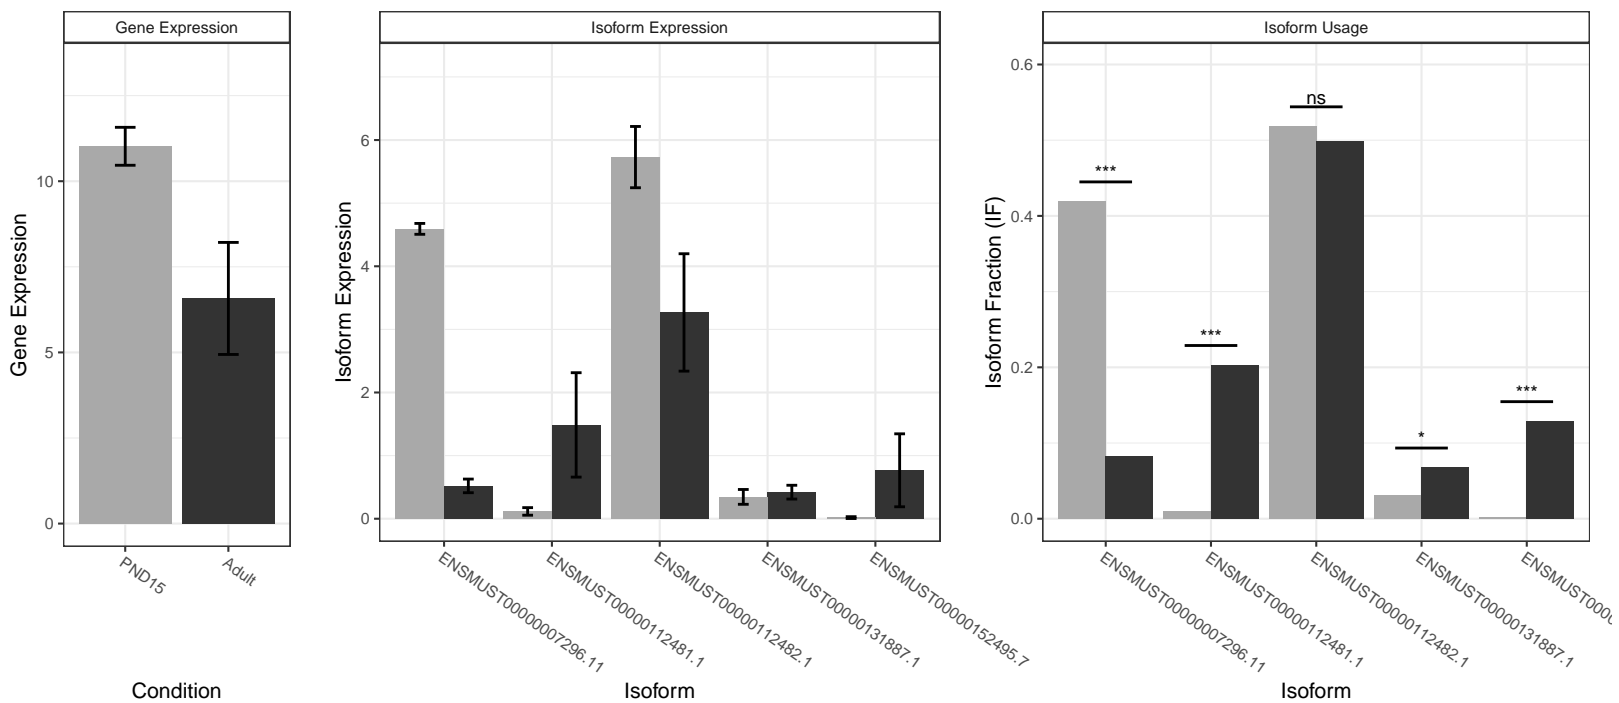 Gene Expression
Isoform Expression
Isoform Usage
Gene Expression
10
5
0
PND15
Adult
Condition
Isoform Expression
6
4
2
0
ENSMUST00000007296.11
ENSMUST00000112481.1
ENSMUST00000112482.1
ENSMUST00000131887.1
ENSMUST00000152495.7
Isoform
Isoform Fraction (IF)
0.6
0.4
0.2
0.0
***
***
ns
*
***
ENSMUST00000007296.11
ENSMUST00000112481.1
ENSMUST00000112482.1
ENSMUST00000131887.1
Isoform